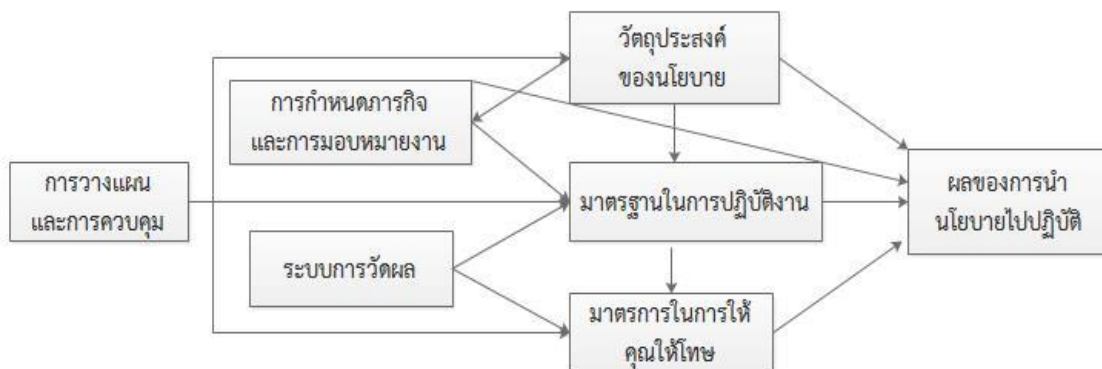 วัตถุประสงค์
ของนโยบาย
การกำหนดภารกิจ
และการมอบหมายงาน
การวางแผน
และการควบคุม
มาตรฐานในการปฏิบัติงาน
ผลของการนำ
นโยบายไปปฏิบัติ
ระบบการวัดผล
มาตรการในการให้
คุณให้โทษ